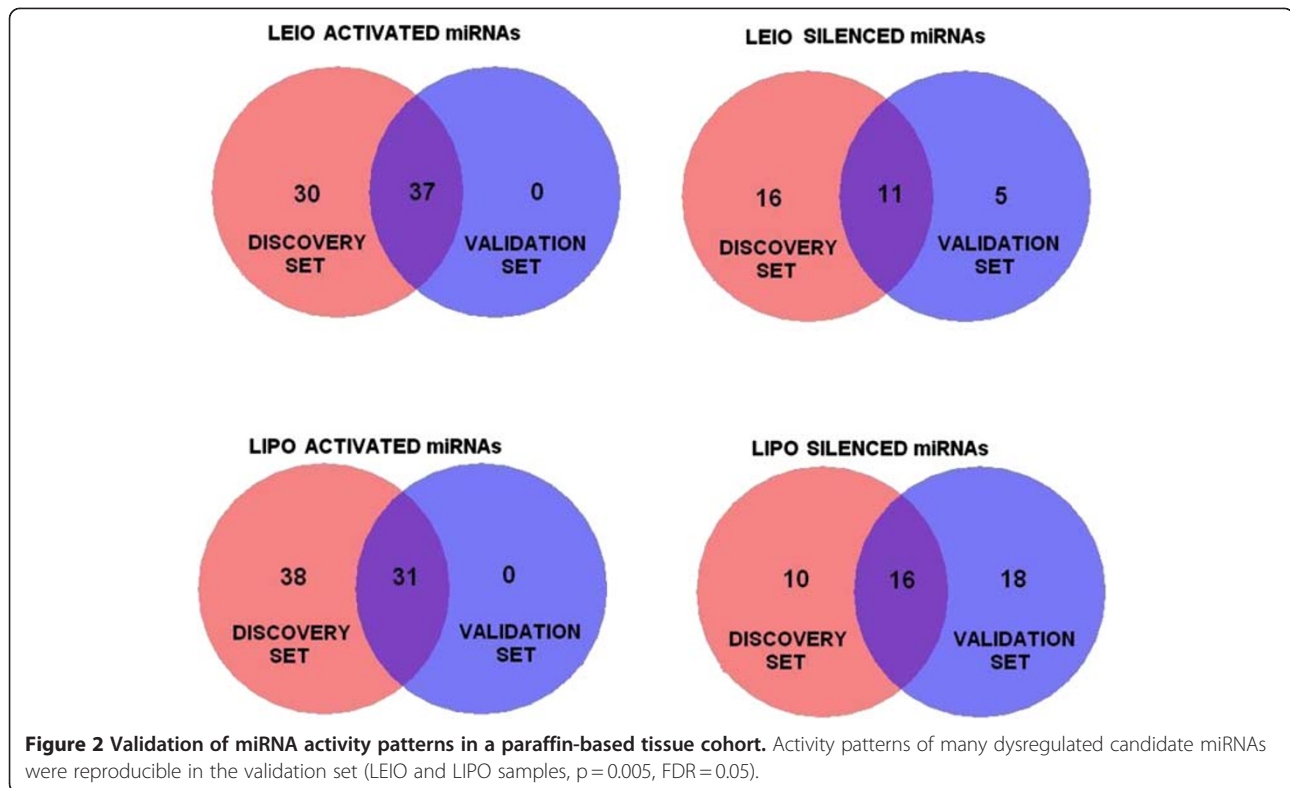 LEIO ACTIVATED miRNAs
30
37
0
DISCOVERY
SET
VALIDATION
SET
LEIO SILENCED miRNAs
16
11
5
DISCOVERY
SET
VALIDATION
SET
LIPO ACTIVATED miRNAs
38
31
0
DISCOVERY
SET
VALIDATION
SET
LIPO SILENCED miRNAs
10
16
18
DISCOVERY
SET
VALIDATION
SET
Figure 2 Validation of miRNA activity patterns in a paraffin-based tissue cohort. Activity patterns of many dysregulated candidate miRNAs
were reproducible in the validation set (LEIO and LIPO samples, p = 0.005, FDR = 0.05).